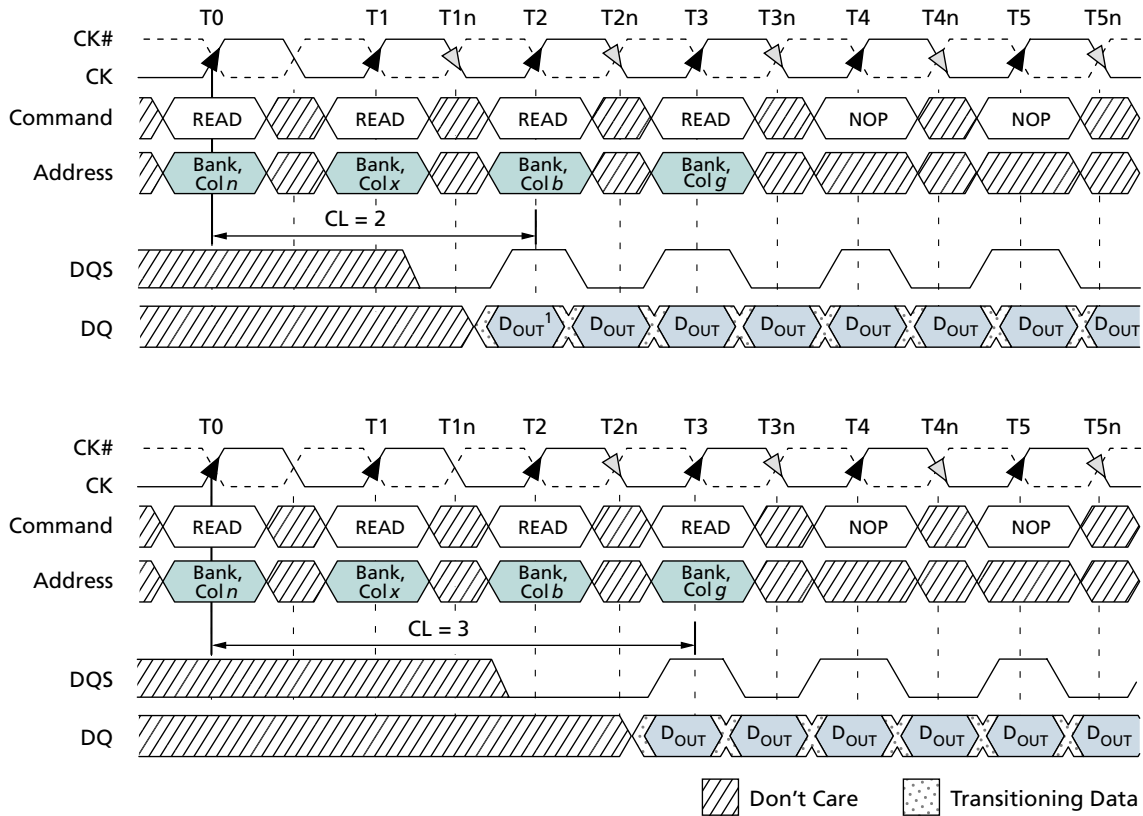 T0 T1 T1n T2 T2n T3 T3n T4 T4n T5 T5n
CK#
CK
Command READ READ READ READ NOP NOP
Address Bank, Col n Bank, Col x Bank, Col b Bank, Col g
CL = 2
DQS
DQ DOUT1 DOUT DOUT DOUT DOUT DOUT DOUT DOUT
T0 T1 T1n T2 T2n T3 T3n T4 T4n T5 T5n
CK#
CK
Command READ READ READ READ NOP NOP
Address Bank, Col n Bank, Col x Bank, Col b Bank, Col g
CL = 3
DQS
DQ DOUT DOUT DOUT DOUT DOUT DOUT
Don't Care Transitioning Data